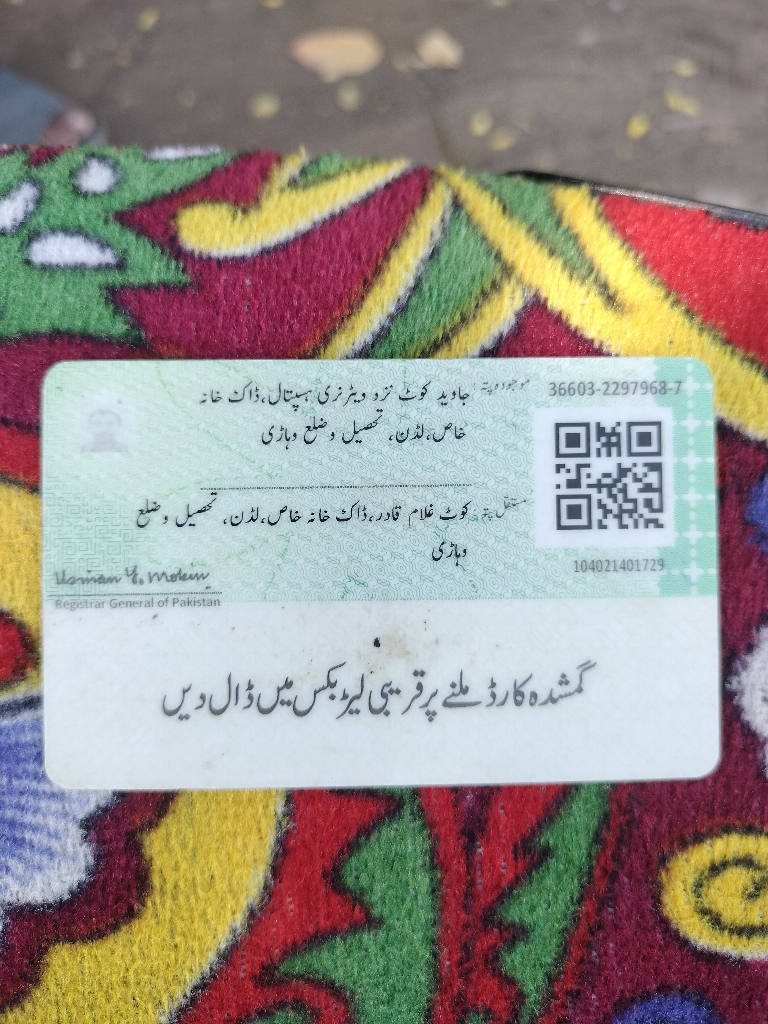 36603-2297968-7
موجودہ پتہ: جاوید کوٹ نزد ویٹرنری ہسپتال، ڈاک خانہ
خاص، لڈن، تحصیل و ضلع وہاڑی
مستقل پتہ: کوٹ غلام قادر، ڈاک خانہ خاص، لڈن، تحصیل و ضلع
وہاڑی
104021401729
Usman Y. Mobin
Registrar General of Pakistan
گمشدہ کارڈ ملنے پر قریبی لیٹر بکس میں ڈال دیں